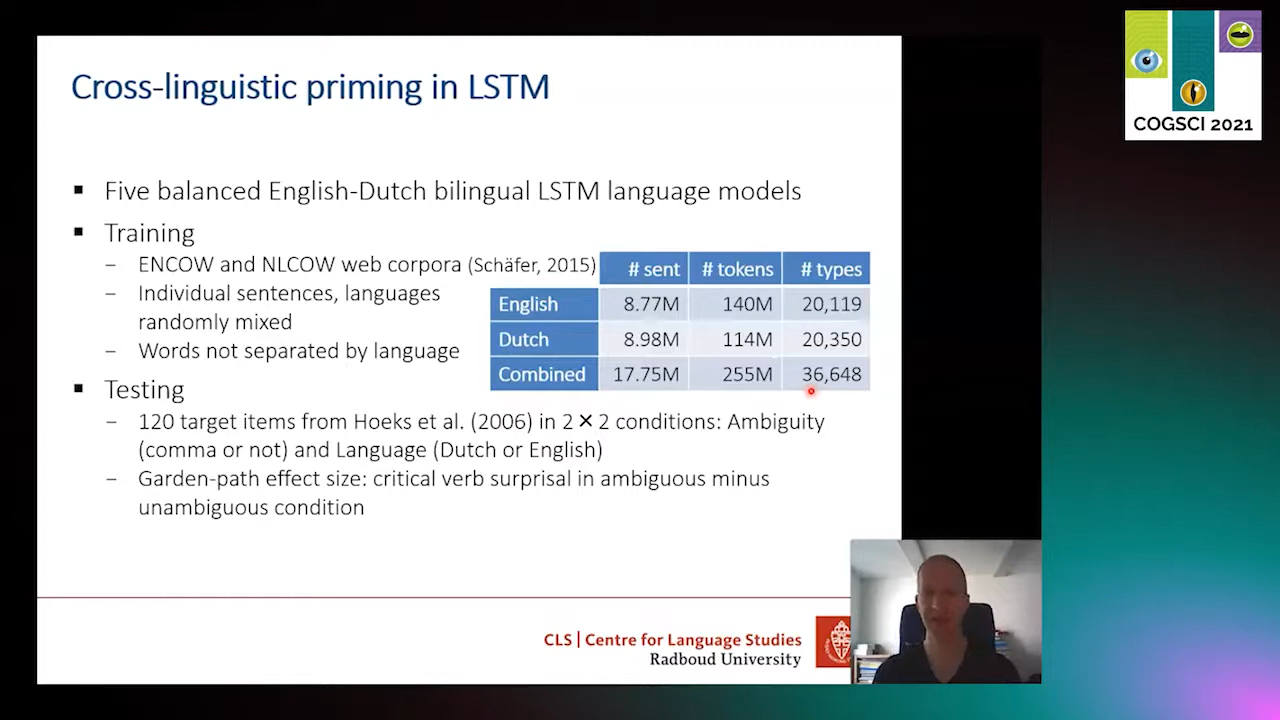 COGSCI 2021
Cross-linguistic priming in LSTM
▪ Five balanced English-Dutch bilingual LSTM language models
▪ Training
– ENCOW and NLCOW web corpora (Schäfer, 2015)
– Individual sentences, languages
randomly mixed
– Words not separated by language
# sent # tokens # types
English 8.77M 140M 20,119
Dutch 8.98M 114M 20,350
Combined 17.75M 255M 36,648
▪ Testing
– 120 target items from Hoeks et al. (2006) in 2 × 2 conditions: Ambiguity
(comma or not) and Language (Dutch or English)
– Garden-path effect size: critical verb surprisal in ambiguous minus
unambiguous condition
CLS | Centre for Language Studies
Radboud University